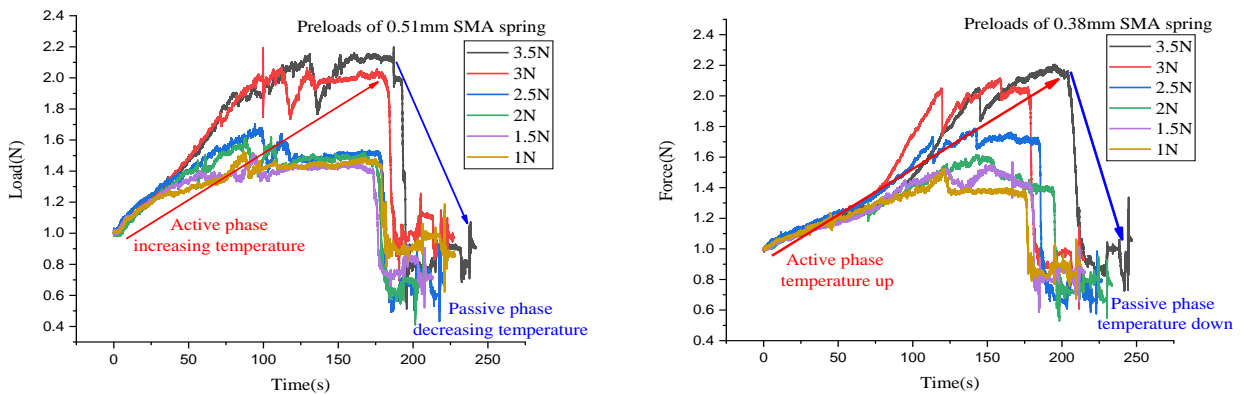 Preloads of 0.51mm SMA spring
3.5N
3N
2.5N
2N
1.5N
1N
2.4
2.2
2.0
1.8
1.6
1.4
1.2
1.0
0.8
0.6
0.4
Load(N)
Active phase
increasing temperature
Passive phase
decreasing temperature
0
50
100
150
200
250
Time(s)
Preloads of 0.38mm SMA spring
3.5N
3N
2.5N
2N
1.5N
1N
2.4
2.2
2.0
1.8
1.6
1.4
1.2
1.0
0.8
0.6
0.4
Force(N)
Active phase
temperature up
Passive phase
temperature down
0
50
100
150
200
250
Time(s)